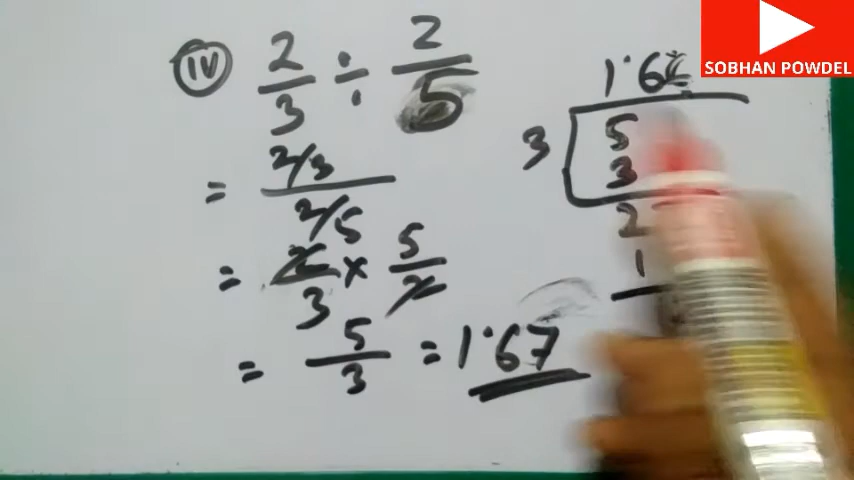 SOBHAN POWDEL
(iv) 2/3 ÷ 2/5
= 2/3 / 2/5
= 2/3 × 5/2
= 5/3 = 1.67
1.66
3 5
3
2
1